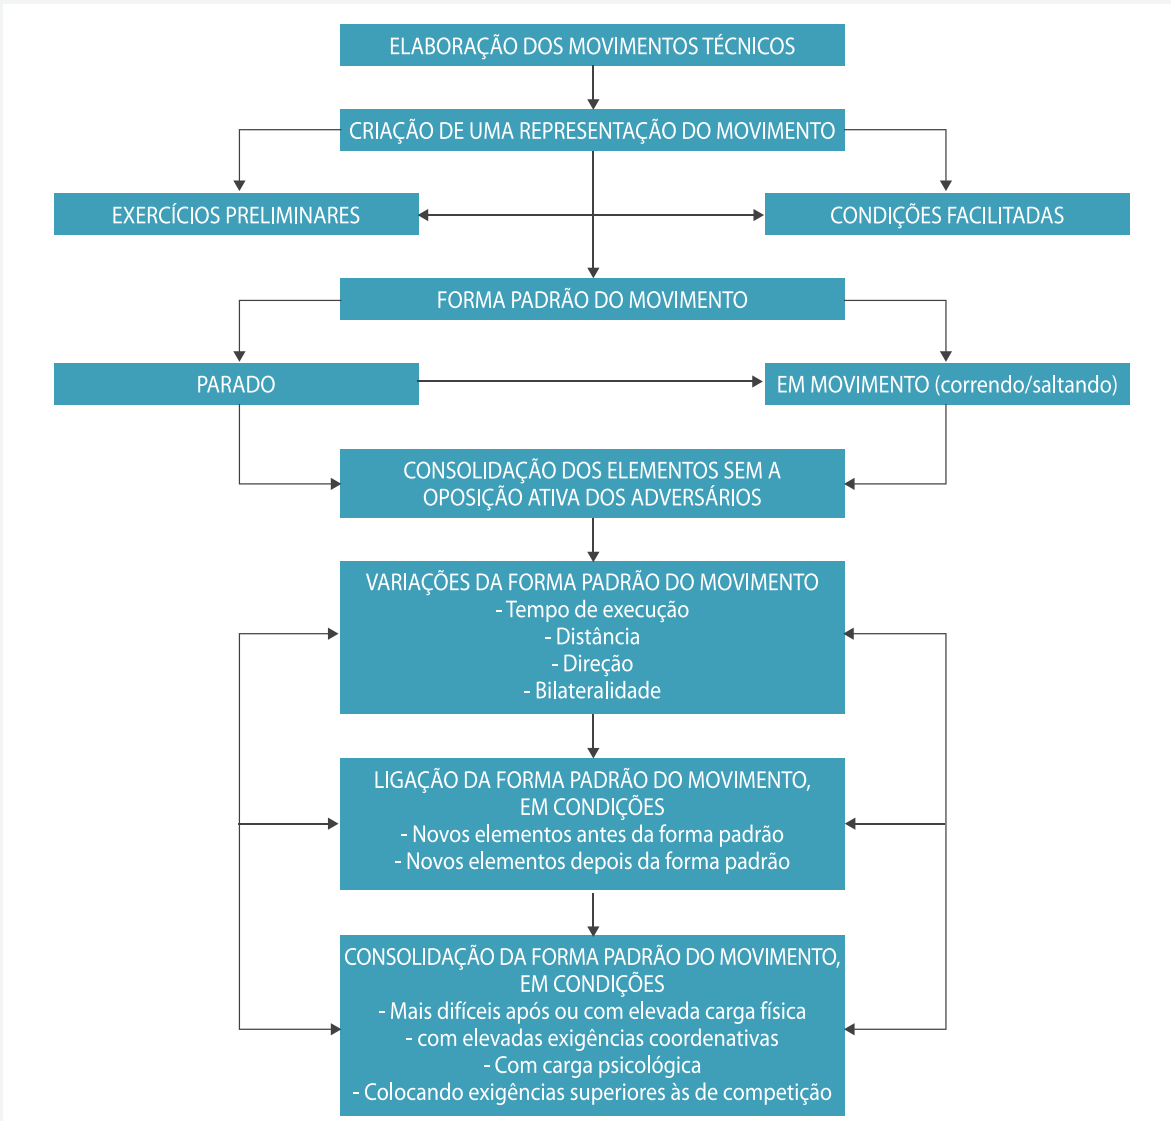 ELABORAÇÃO DOS MOVIMENTOS TÉCNICOS
CRIAÇÃO DE UMA REPRESENTAÇÃO DO MOVIMENTO
EXERCÍCIOS PRELIMINARES
CONDIÇÕES FACILITADAS
FORMA PADRÃO DO MOVIMENTO
PARADO
EM MOVIMENTO (correndo/saltando)
CONSOLIDAÇÃO DOS ELEMENTOS SEM A
OPOSIÇÃO ATIVA DOS ADVERSÁRIOS
VARIAÇÕES DA FORMA PADRÃO DO MOVIMENTO
- Tempo de execução
- Distância
- Direção
- Bilateralidade
LIGAÇÃO DA FORMA PADRÃO DO MOVIMENTO,
EM CONDIÇÕES
- Novos elementos antes da forma padrão
- Novos elementos depois da forma padrão
CONSOLIDAÇÃO DA FORMA PADRÃO DO MOVIMENTO,
EM CONDIÇÕES
- Mais difíceis após ou com elevada carga física
- com elevadas exigências coordenativas
- Com carga psicológica
- Colocando exigências superiores às de competição